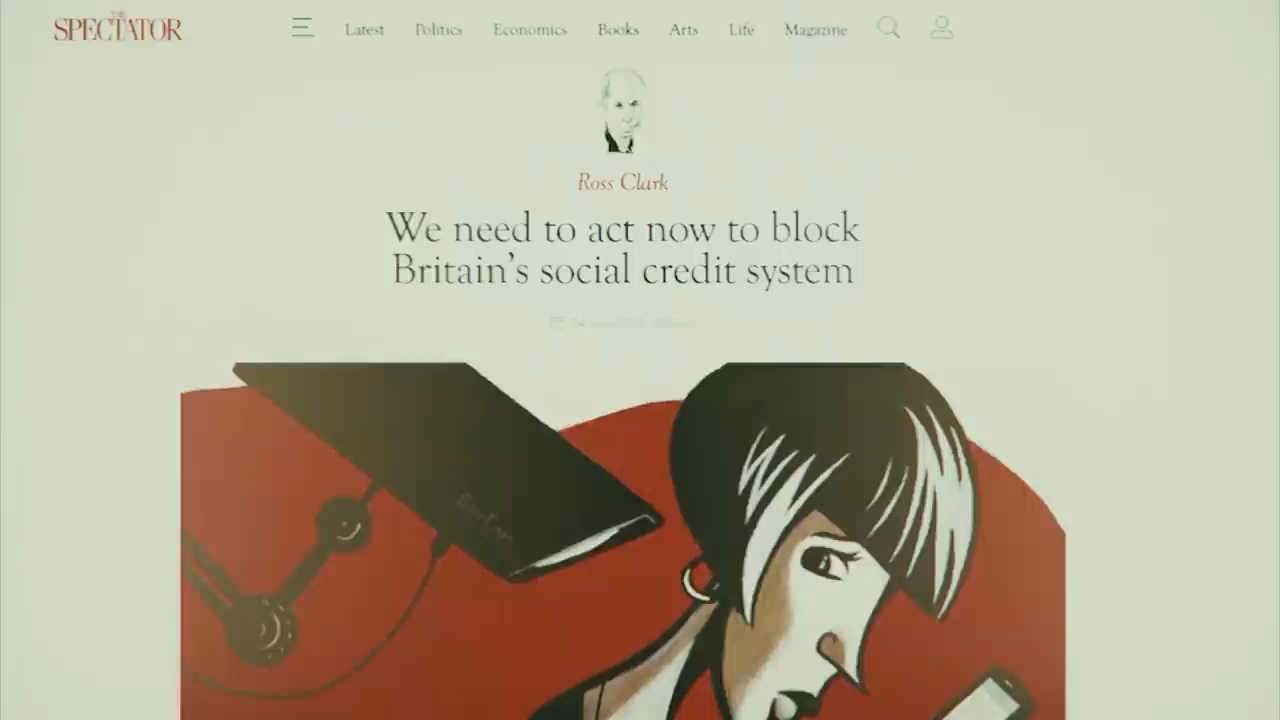 THE
SPECTATOR
Latest Politics Economics Books Arts Life Magazine
Ross Clark
We need to act now to block
Britain's social credit system